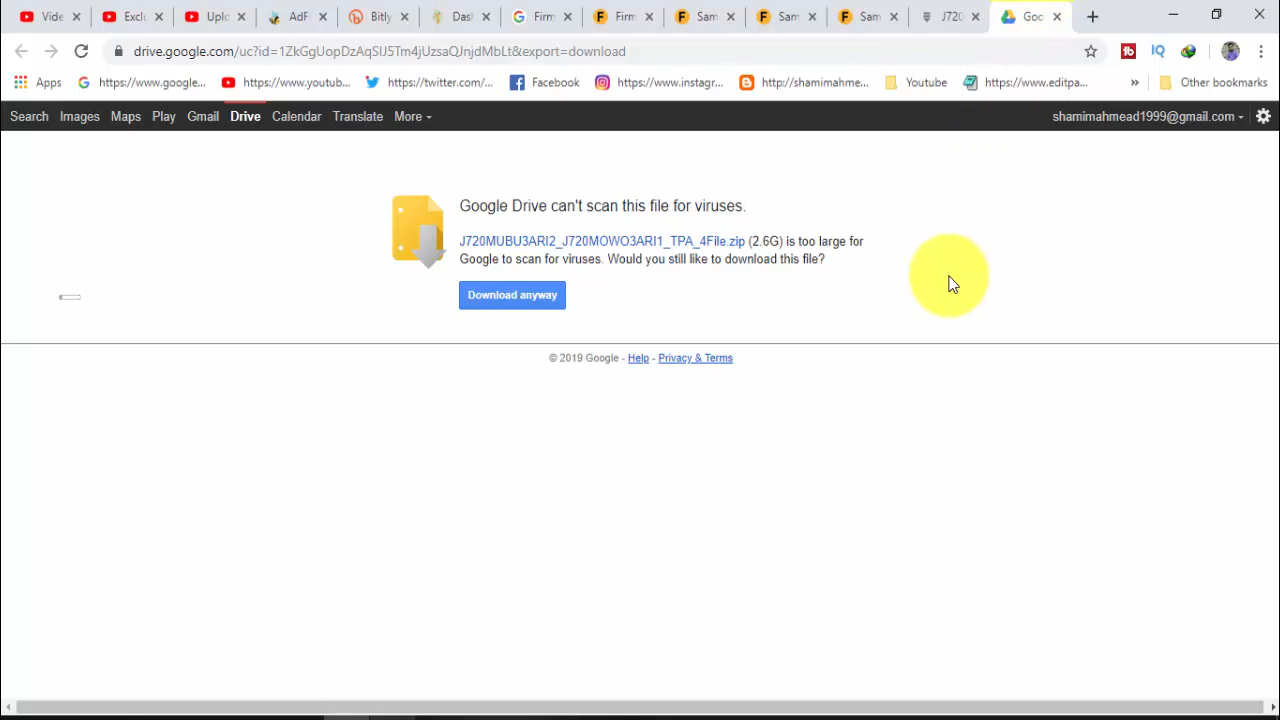 Vide
Exclu
Uplo
AdF
Bitly
Dash
Firm
Firm
Sam
Sam
Sam
J720
Goo
drive.google.com/uc?id=1ZkGgUopDzAqSIJ5Tm4jUzsaQJnjdMbLt&export=download
Apps
https://www.google...
https://www.youtub...
https://twitter.com/...
Facebook
https://www.instagr...
http://shamimahme...
Youtube
https://www.editpa...
Other bookmarks
Search Images Maps Play Gmail Drive Calendar Translate More
shamimahmead1999@gmail.com
Google Drive can't scan this file for viruses.
J720MUBU3ARI2_J720MOWO3ARI1_TPA_4File.zip (2.6G) is too large for
Google to scan for viruses. Would you still like to download this file?
Download anyway
© 2019 Google - Help - Privacy & Terms